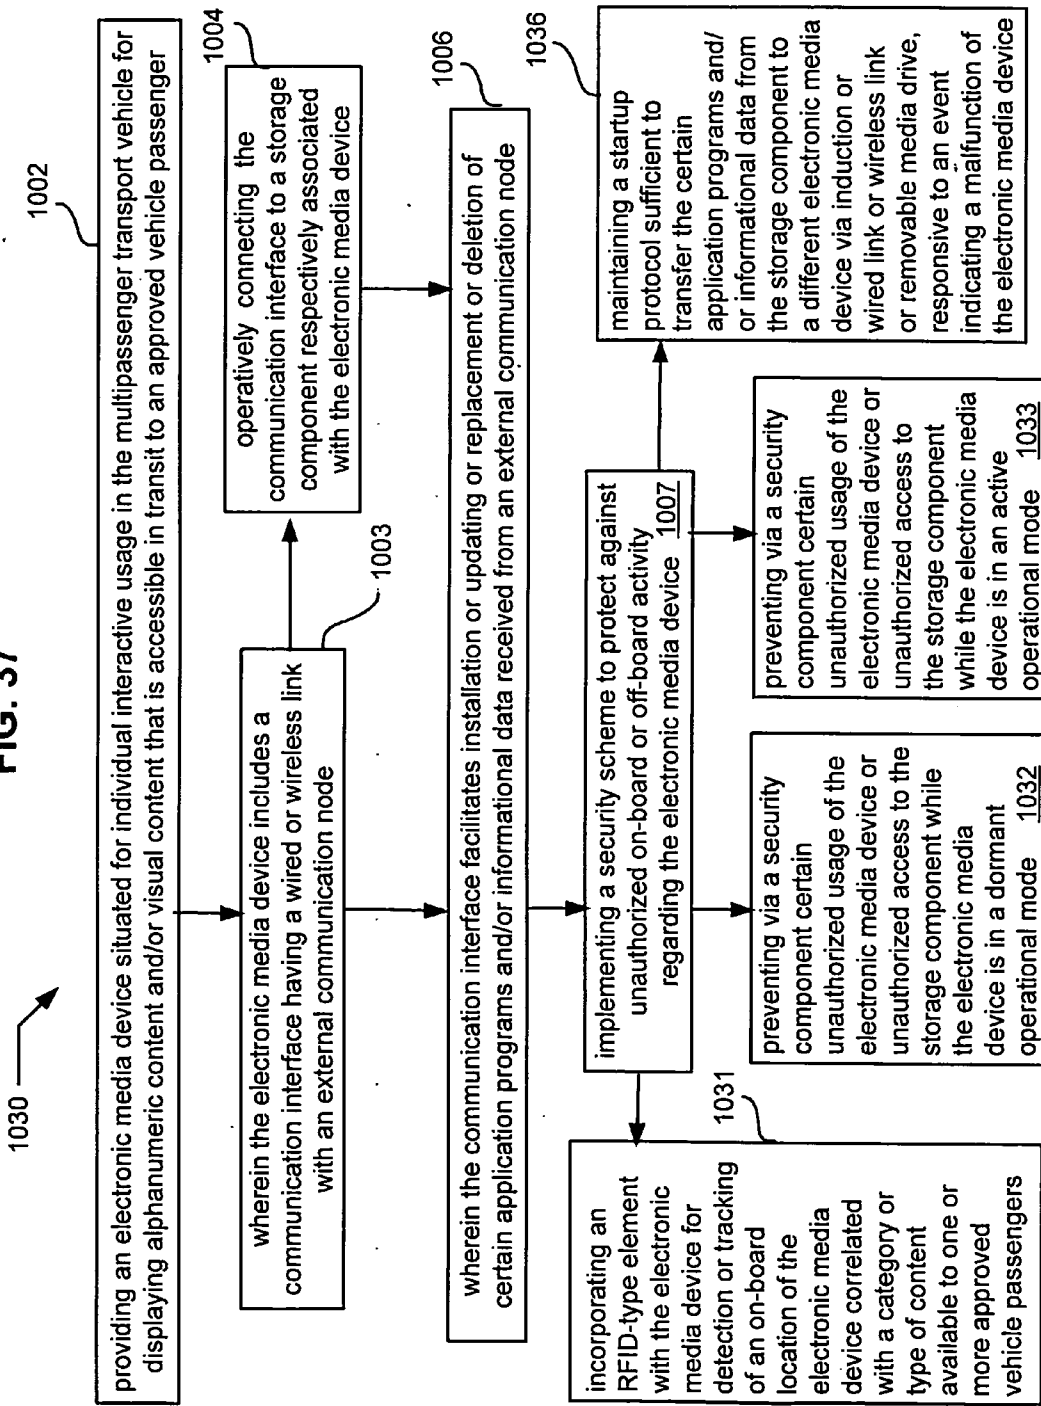 FIG. 37
1030
1002
providing an electronic media device situated for individual interactive usage in the multipassenger transport vehicle for
displaying alphanumeric content and/or visual content that is accessible in transit to an approved vehicle passenger
1003
wherein the electronic media device includes a
communication interface having a wired or wireless link
with an external communication node
1004
operatively connecting the
communication interface to a storage
component respectively associated
with the electronic media device
1006
wherein the communication interface facilitates installation or updating or replacement or deletion of
certain application programs and/or informational data received from an external communication node
implementing a security scheme to protect against
unauthorized on-board or off-board activity
regarding the electronic media device 1007
1031
incorporating an
RFID-type element
with the electronic
media device for
detection or tracking
of an on-board
location of the
electronic media
device correlated
with a category or
type of content
available to one or
more approved
vehicle passengers
preventing via a security
component certain
unauthorized usage of the
electronic media device or
unauthorized access to the
storage component while
the electronic media
device is in a dormant
operational mode 1032
preventing via a security
component certain
unauthorized usage of the
electronic media device or
unauthorized access to
the storage component
while the electronic media
device is in an active
operational mode 1033
1036
maintaining a startup
protocol sufficient to
transfer the certain
application programs and/
or informational data from
the storage component to
a different electronic media
device via induction or
wired link or wireless link
or removable media drive,
responsive to an event
indicating a malfunction of
the electronic media device